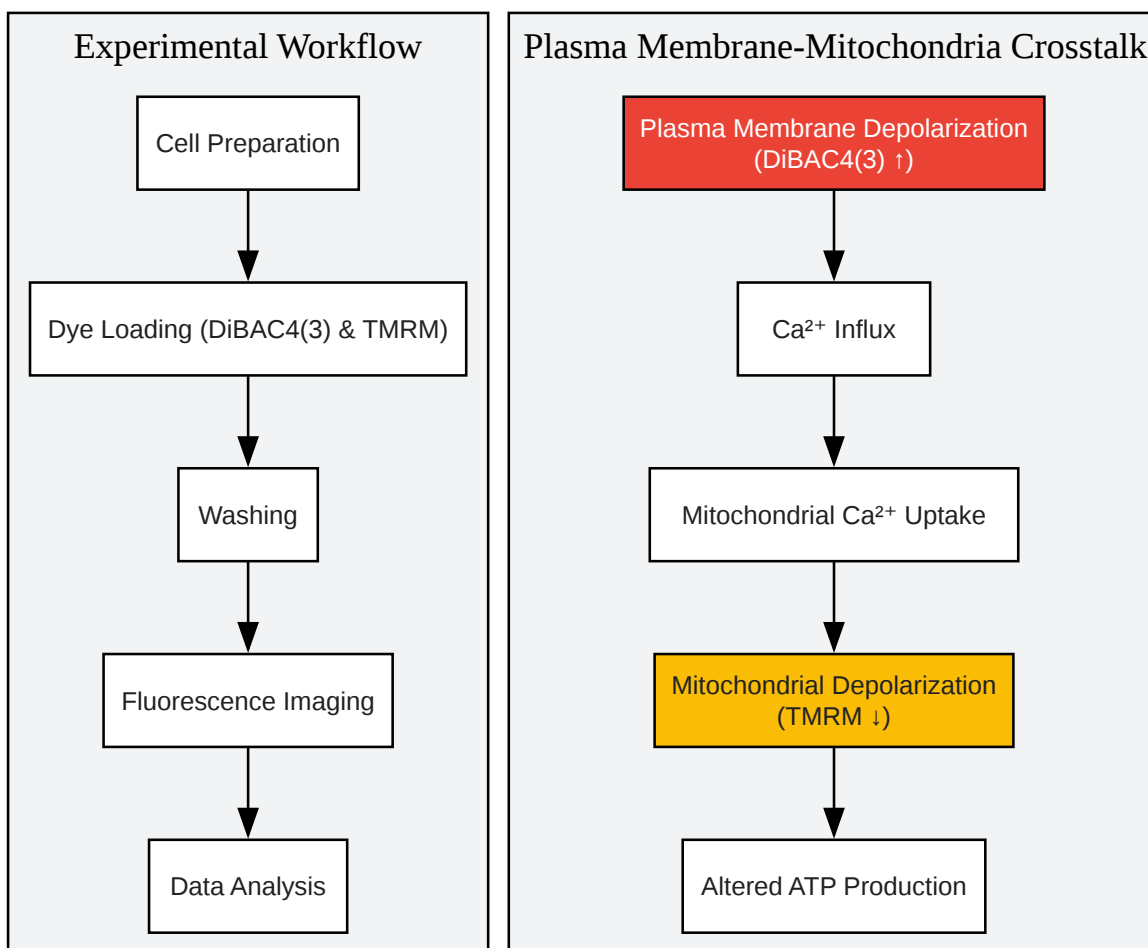 Experimental Workflow
Cell Preparation
Dye Loading (DiBAC4(3) & TMRM)
Washing
Fluorescence Imaging
Data Analysis
Plasma Membrane-Mitochondria Crosstalk
Plasma Membrane Depolarization
(DiBAC4(3) ↑)
Ca²⁺ Influx
Mitochondrial Ca²⁺ Uptake
Mitochondrial Depolarization
(TMRM ↓)
Altered ATP Production